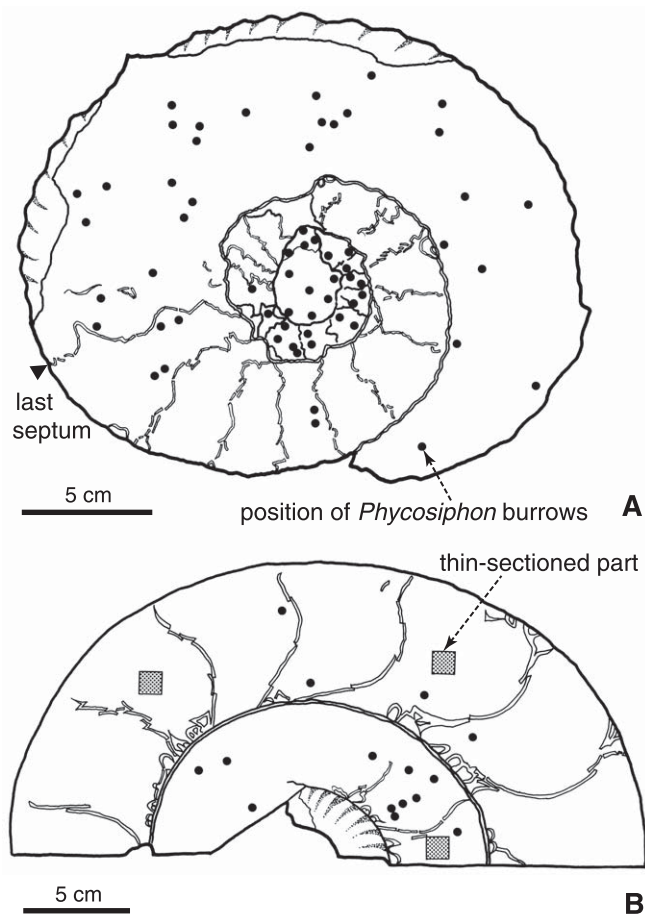 last
septum
5 cm
position of Phycosiphon burrows
A
thin-sectioned part
5 cm
B